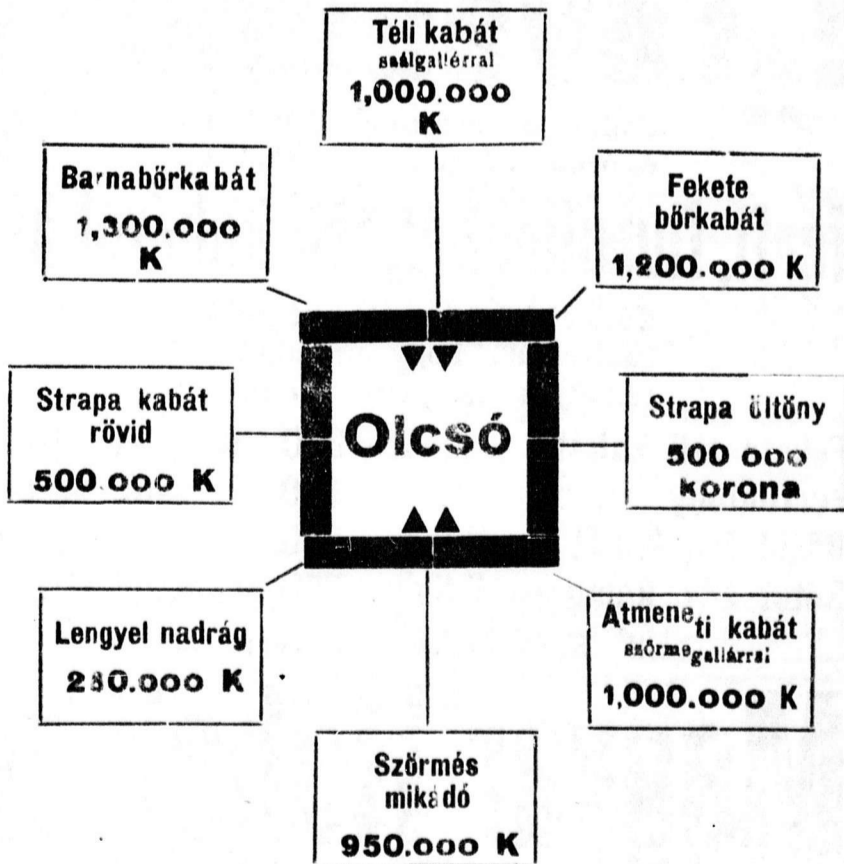 Téli kabát
szálgallérral
1,000.000
K
Barnabőrkabát
1,300.000
K
Fekete
bőrkabát
1,200.000 K
Strapa kabát
rövid
500.000 K
Olcsó
Strapa öltöny
500 000
korona
Lengyel nadrág
K
Átmeneti kabát
szőrmegallérral
1,000.000 K
Szőrmés
mikádó
950.000 K